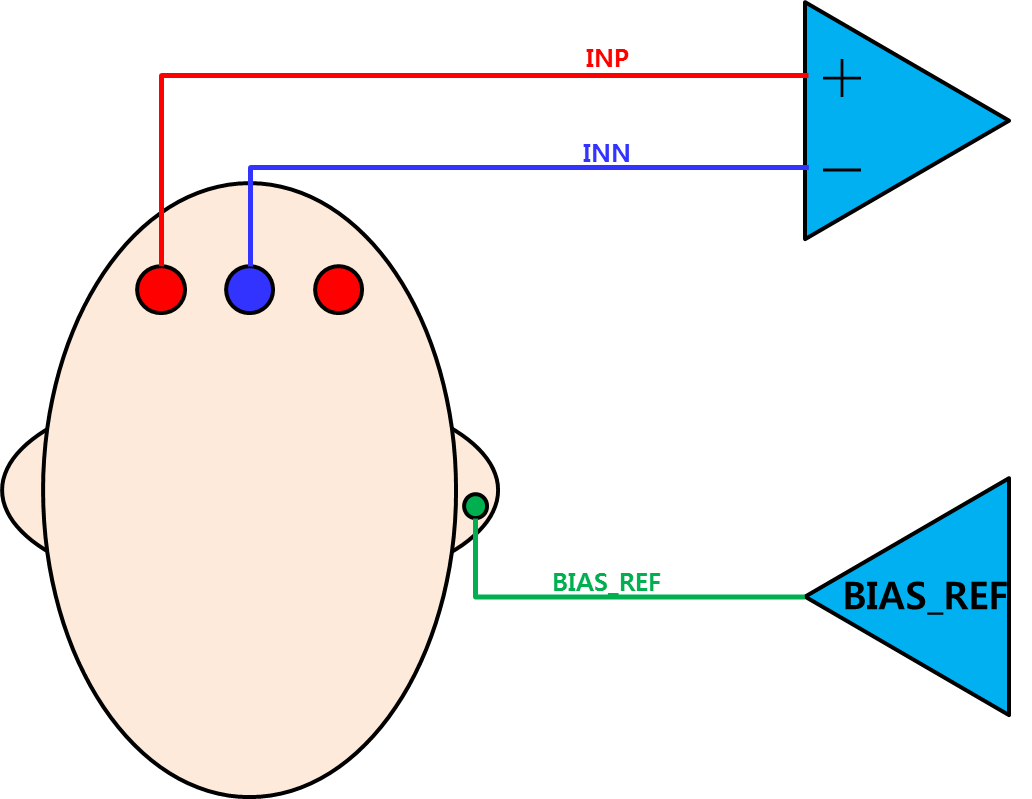 INP
+
INN
−
BIAS_REF
BIAS_REF